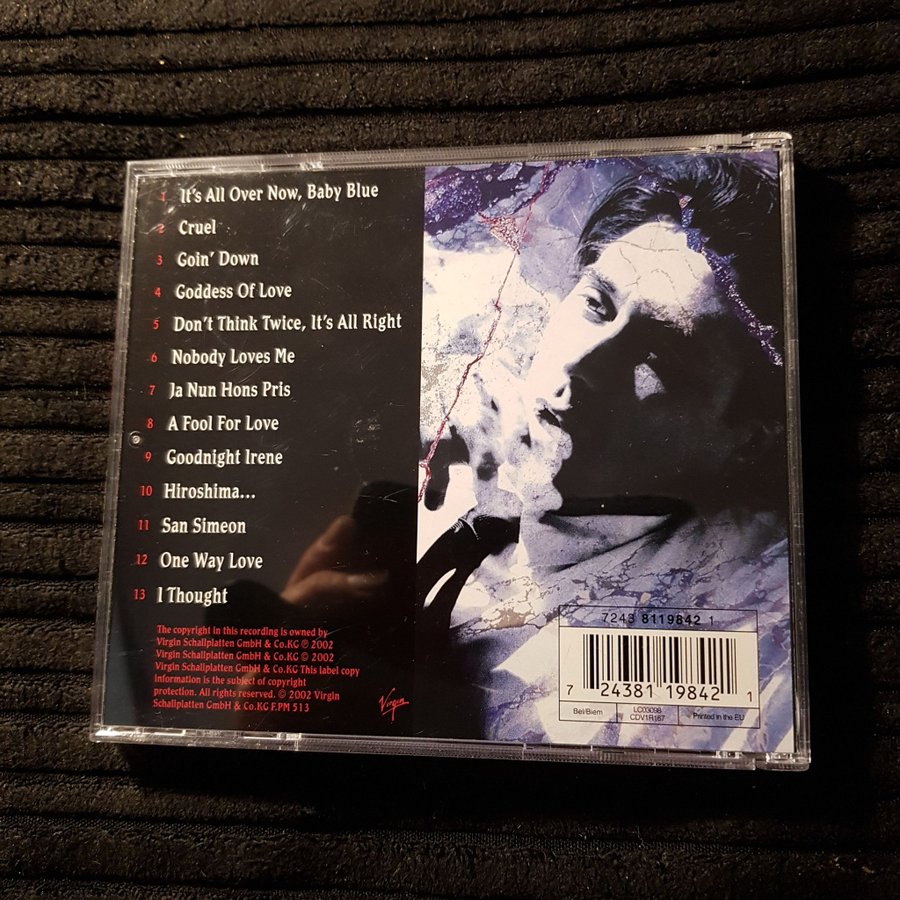 1 It's All Over Now, Baby Blue
2 Cruel
3 Goin' Down
4 Goddess Of Love
5 Don't Think Twice, It's All Right
6 Nobody Loves Me
7 Ja Nun Hons Pris
8 A Fool For Love
9 Goodnight Irene
10 Hiroshima...
11 San Simeon
12 One Way Love
13 I Thought
The copyright in this recording is owned by
Virgin Schallplatten GmbH & Co.KG ℗ 2002
Virgin Schallplatten GmbH & Co.KG © 2002
Virgin Schallplatten GmbH & Co.KG This label copy
information is the subject of copyright
protection. All rights reserved. © 2002 Virgin
Schallplatten GmbH & Co.KG F.PM 513
Virgin
7243 8119842 1
7 24381 19842 1
Bel/Biem
LC03098
CDVIR167
Printed in the EU